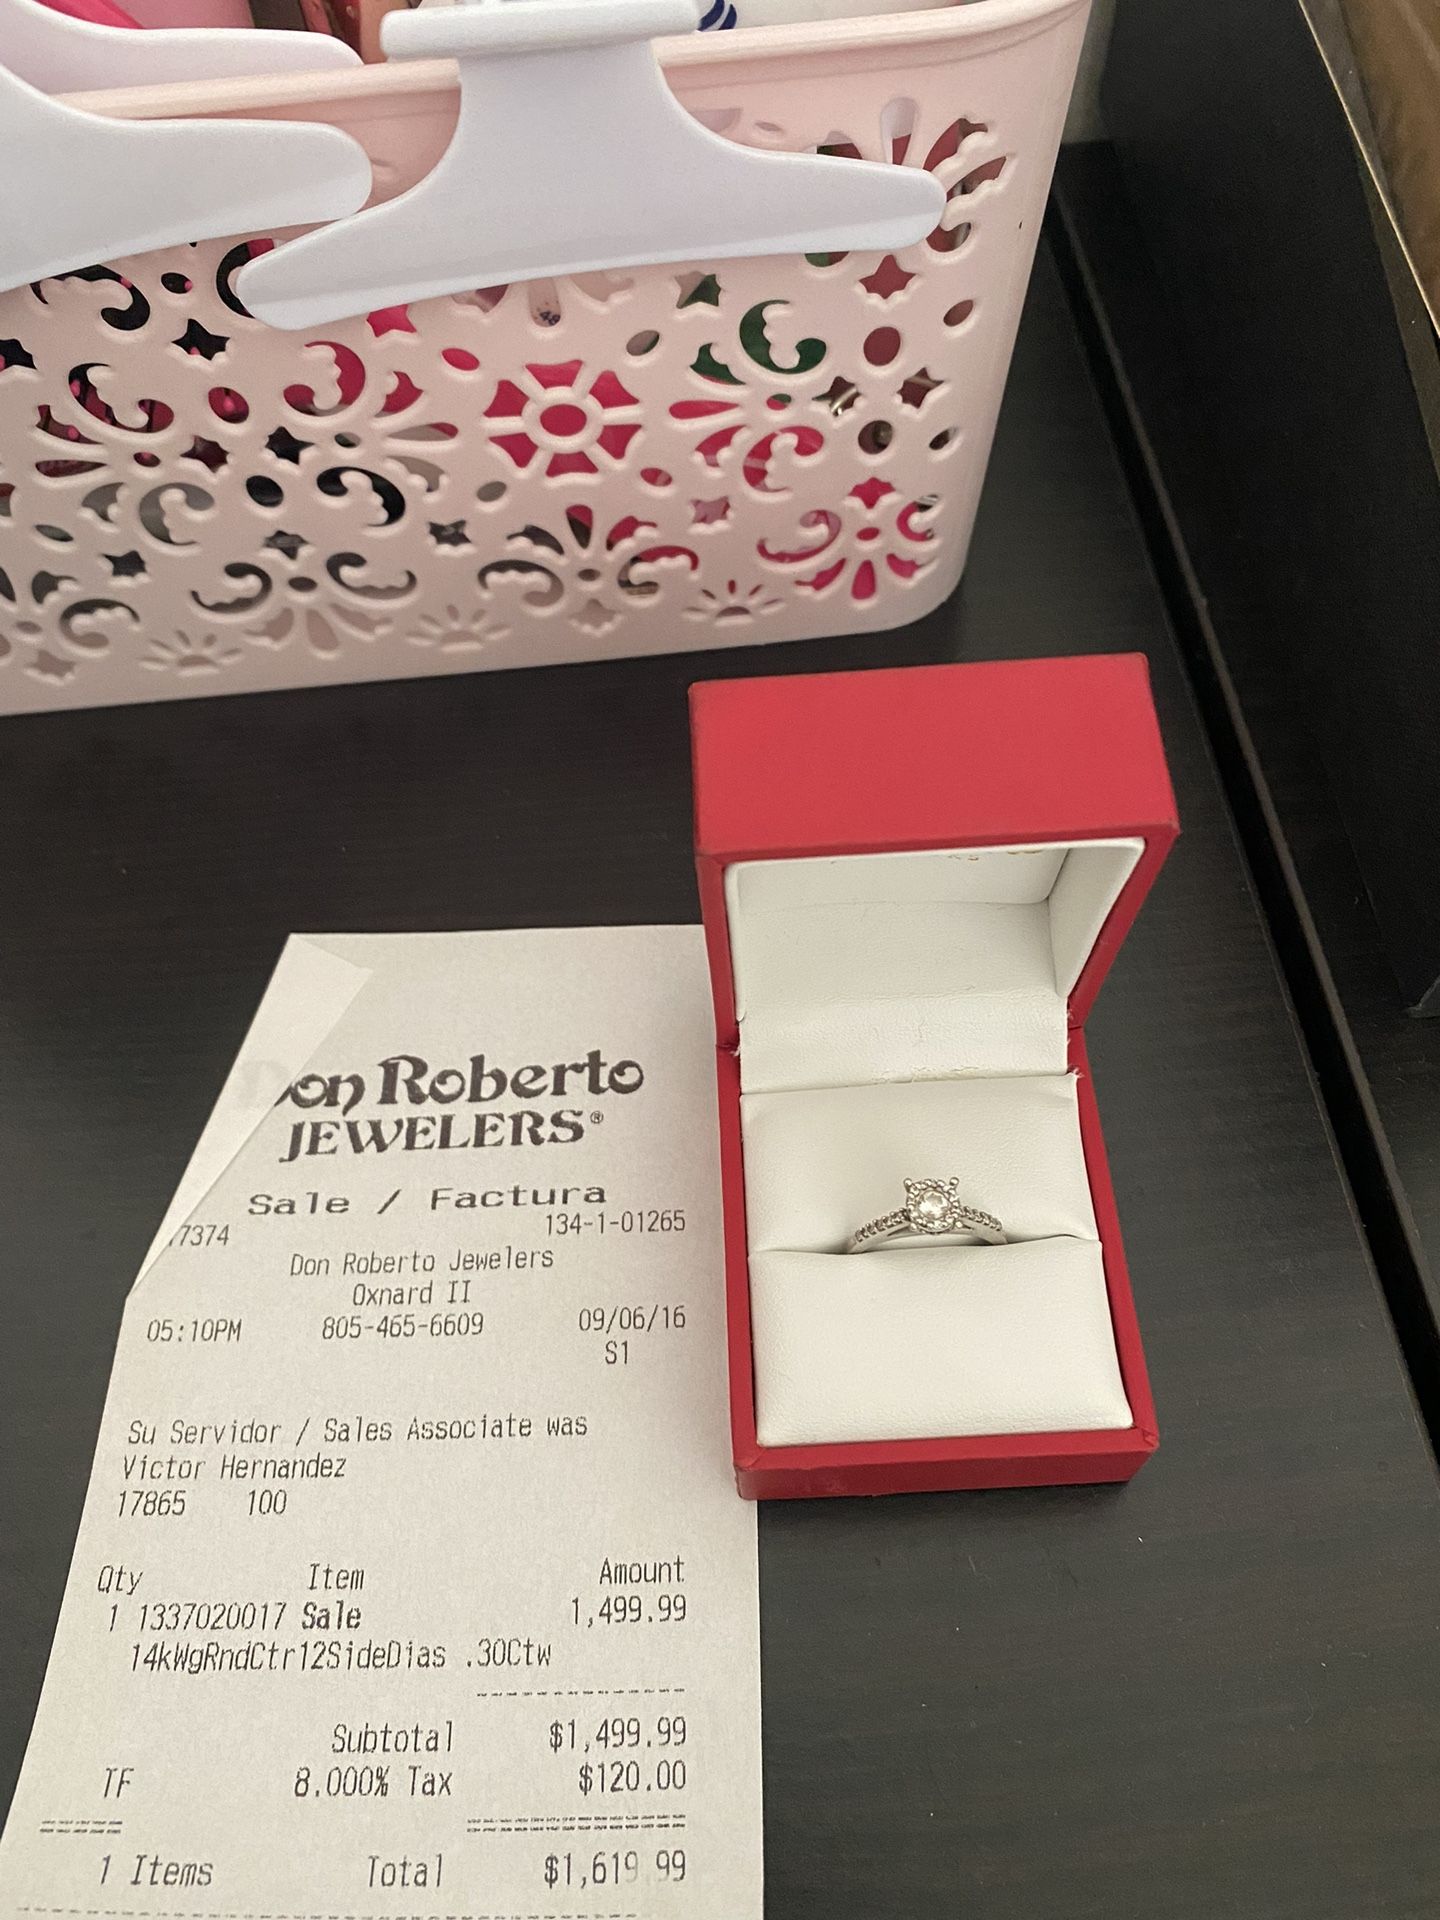 Don Roberto
JEWELERS®
Sale / Factura
7374 134-1-01265
Don Roberto Jewelers
Oxnard II
05:10PM 805-465-6609 09/06/16
S1
Su Servidor / Sales Associate was
Victor Hernandez
17865 100
Qty Item Amount
1 1337020017 Sale 1,499.99
14kWgRndCtr12SideDias .30Ctw
Subtotal $1,499.99
TF 8.000% Tax $120.00
1 Items Total $1,619.99